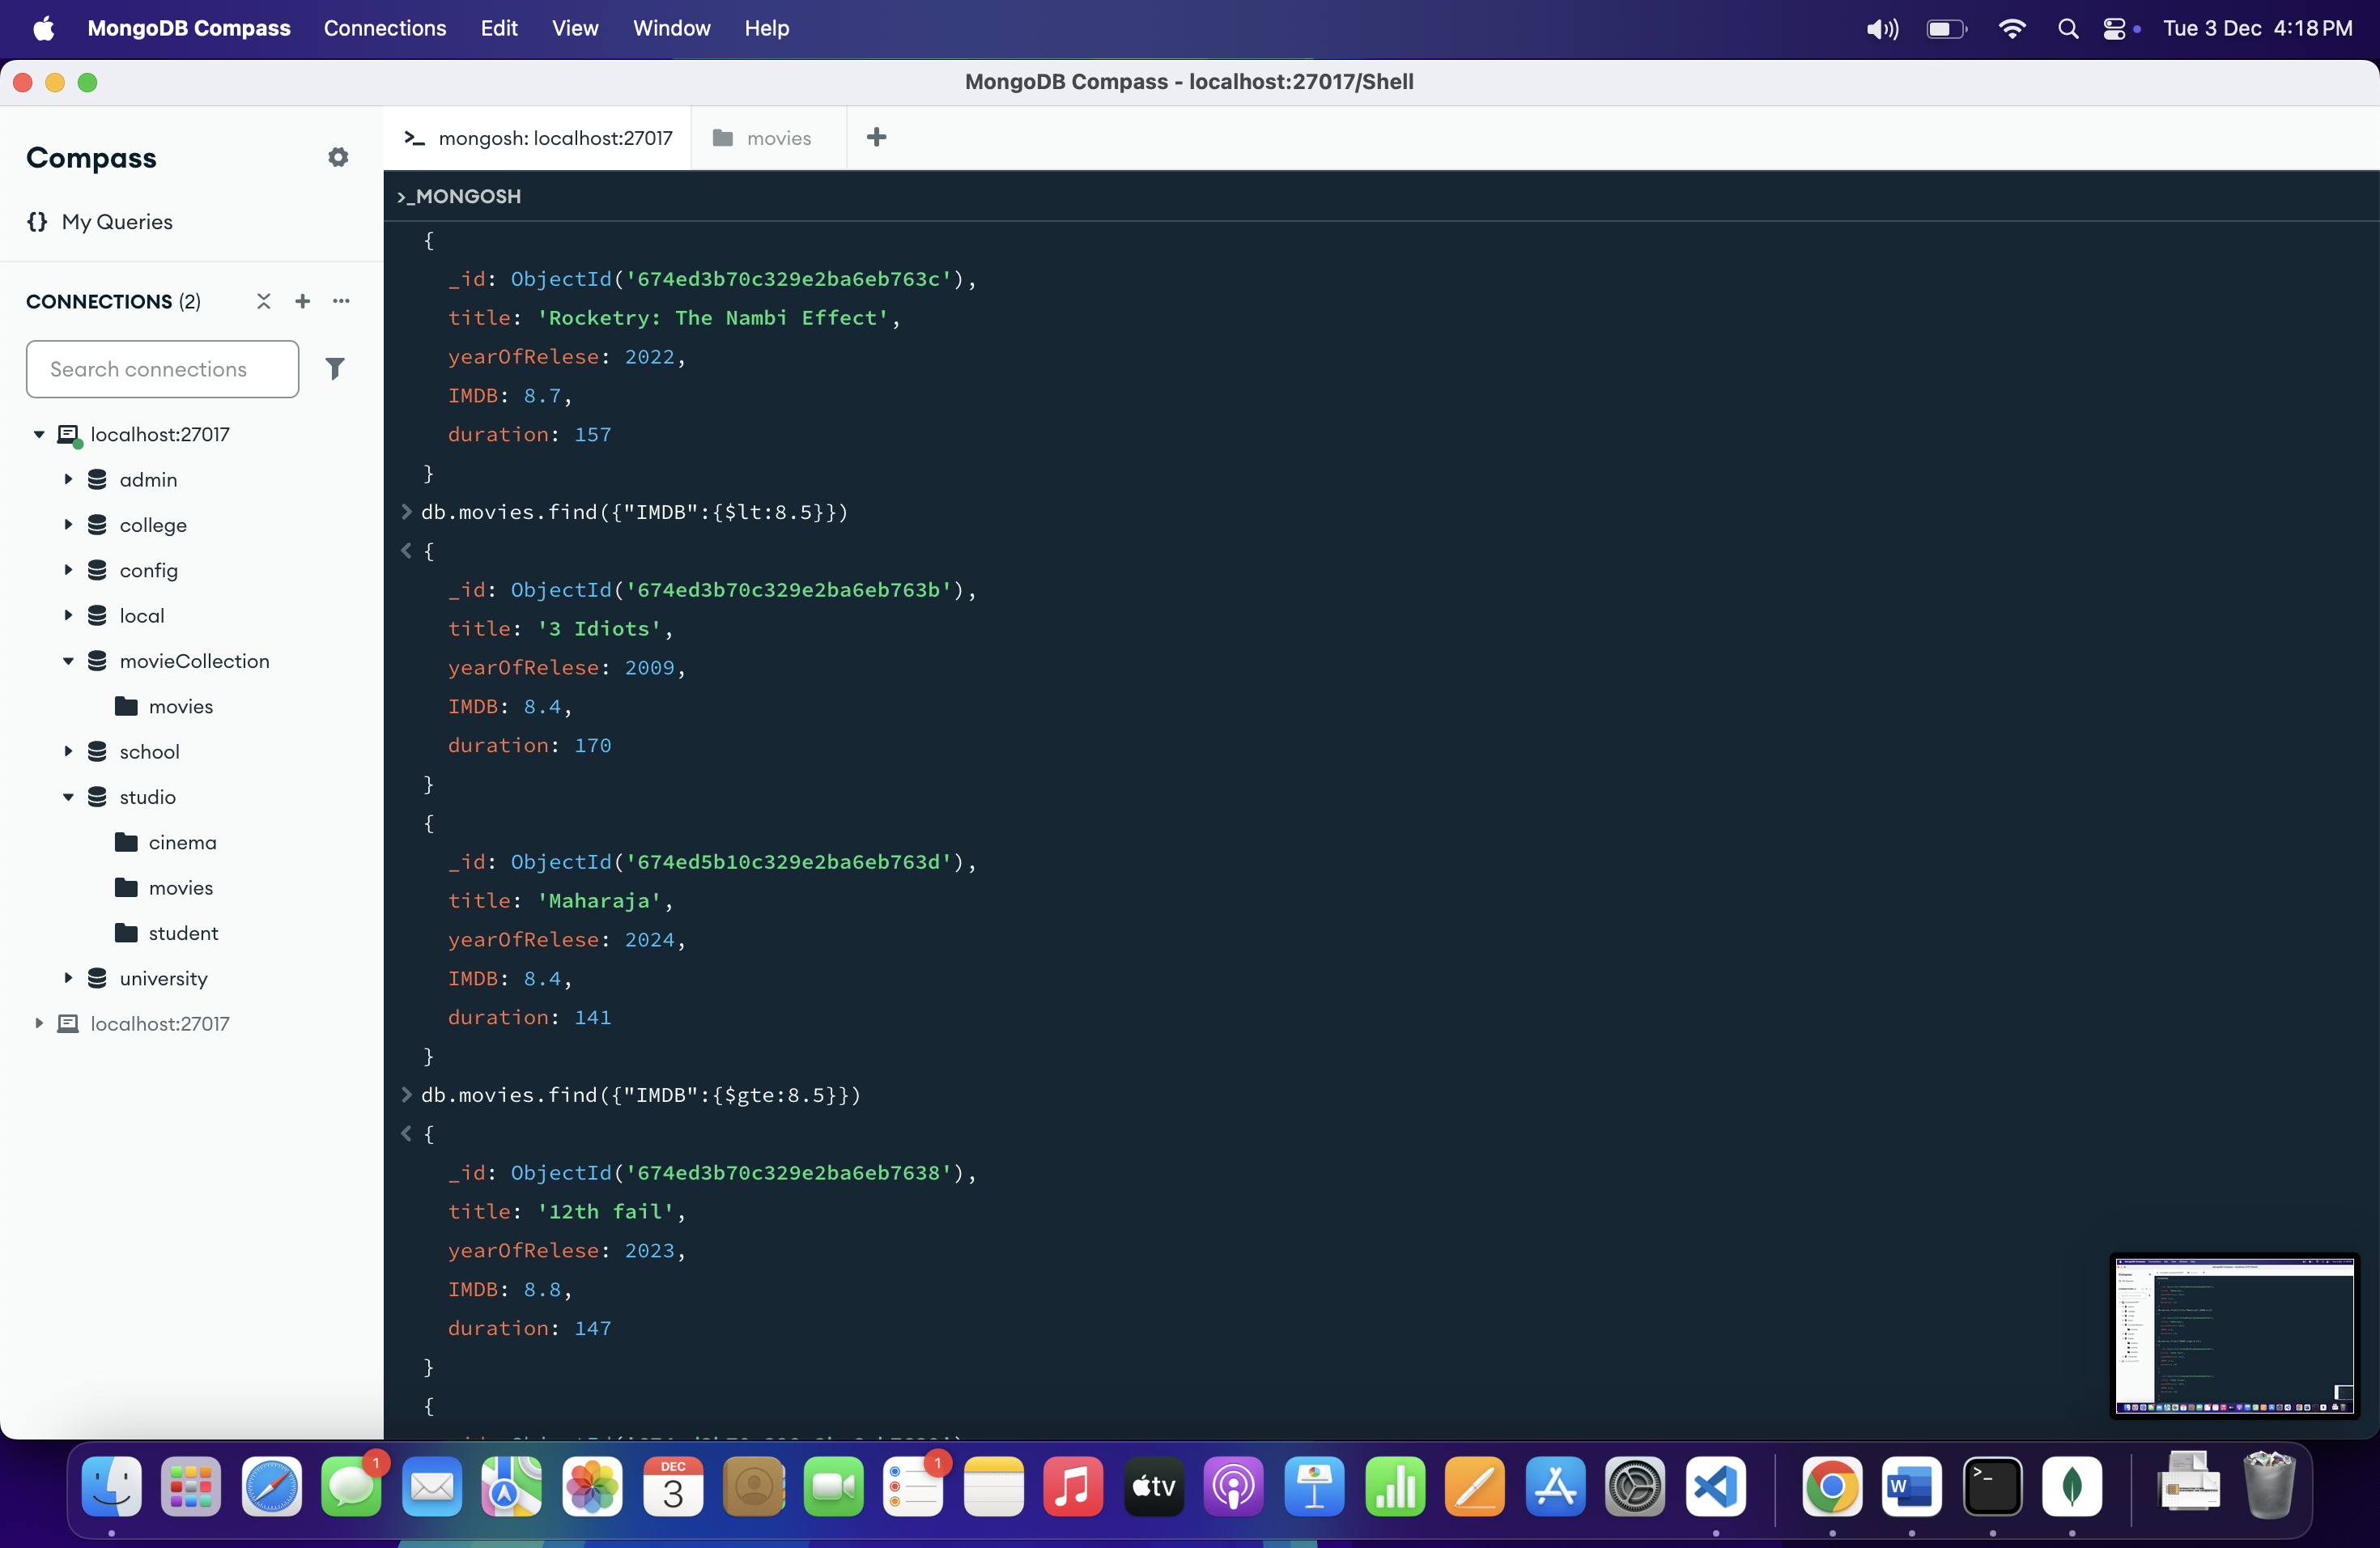 MongoDB Compass Connections Edit View Window Help Tue 3 Dec 4:18 PM
MongoDB Compass - localhost:27017/Shell
Compass
My Queries
CONNECTIONS (2)
Search connections
localhost:27017
admin
college
config
local
movieCollection
movies
school
studio
cinema
movies
student
university
localhost:27017
>_ mongosh: localhost:27017 movies +
>_MONGOSH
{
_id: ObjectId('674ed3b70c329e2ba6eb763c'),
title: 'Rocketry: The Nambi Effect',
yearOfRelese: 2022,
IMDB: 8.7,
duration: 157
}
> db.movies.find({"IMDB":{$lt:8.5}})
< {
_id: ObjectId('674ed3b70c329e2ba6eb763b'),
title: '3 Idiots',
yearOfRelese: 2009,
IMDB: 8.4,
duration: 170
}
{
_id: ObjectId('674ed5b10c329e2ba6eb763d'),
title: 'Maharaja',
yearOfRelese: 2024,
IMDB: 8.4,
duration: 141
}
> db.movies.find({"IMDB":{$gte:8.5}})
< {
_id: ObjectId('674ed3b70c329e2ba6eb7638'),
title: '12th fail',
yearOfRelese: 2023,
IMDB: 8.8,
duration: 147
}
{
1
DEC
3
1
tv
W
>_